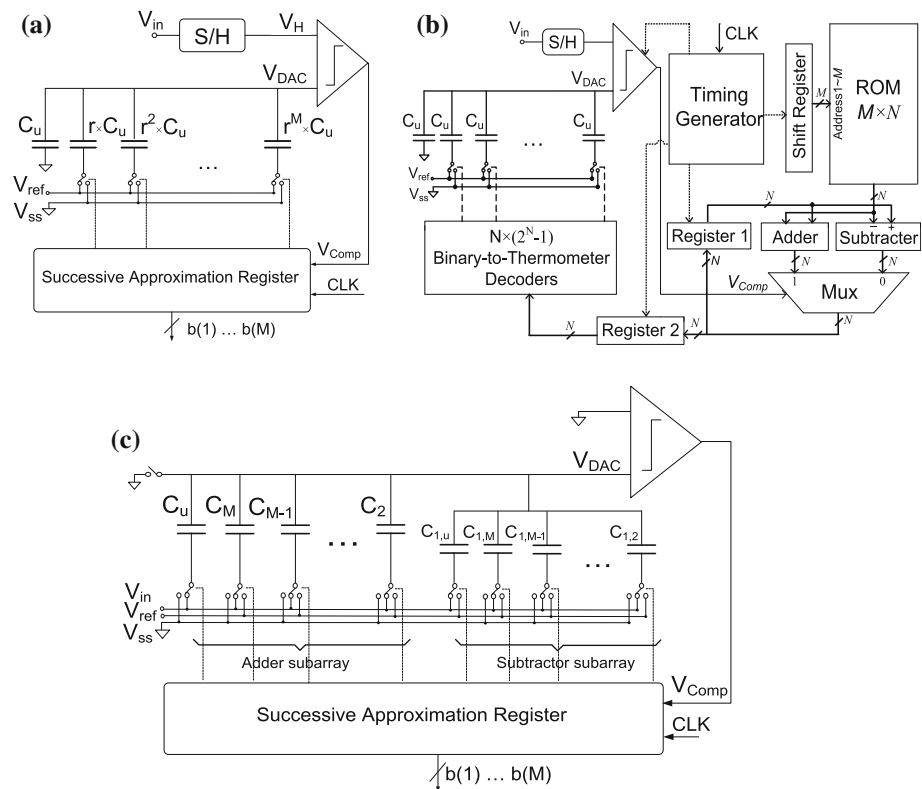 (a)
V_in
S/H
V_H
V_DAC
C_u
r×C_u
r²×C_u
r^M×C_u
...
V_ref
V_ss
V_Comp
Successive Approximation Register
CLK
b(1) ... b(M)
(b)
V_in
S/H
CLK
V_DAC
Timing
Generator
Shift Register
M
Address1~M
ROM
M×N
C_u
C_u
C_u
...
C_u
V_ref
V_ss
N
N×(2^N-1)
Binary-to-Thermometer
Decoders
Register 1
Adder
− +
Subtracter
N
N
N
V_Comp
1
0
Mux
N
N
Register 2
N
(c)
V_DAC
C_u
C_M
C_M-1
...
C_2
C_1,u
C_1,M
C_1,M-1
...
C_1,2
V_in
V_ref
V_ss
Adder subarray
Subtractor subarray
V_Comp
Successive Approximation Register
CLK
b(1) ... b(M)